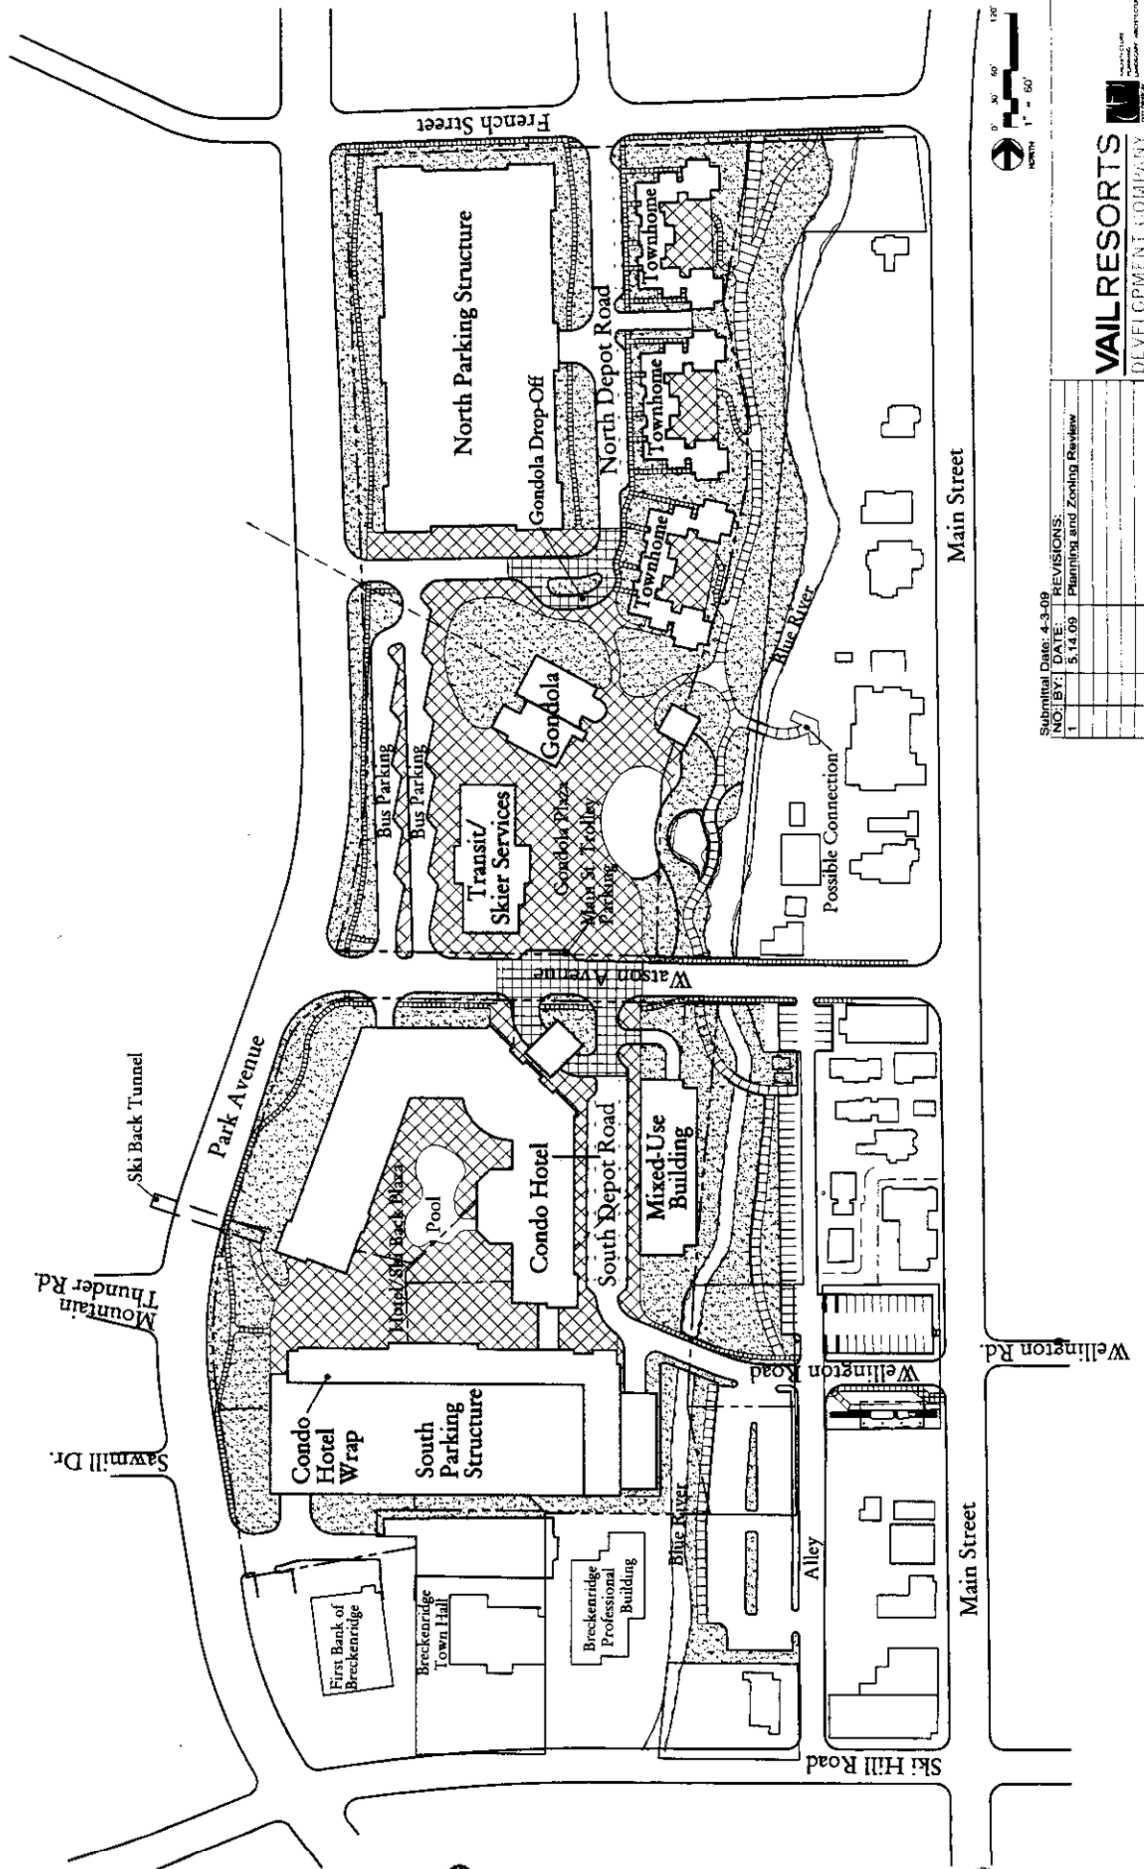 French Street
North Parking Structure
North Depot Road
Gondola Drop-Off
Townhome
Townhome
Townhome
Blue River
Main Street
Bus Parking
Bus Parking
Gondola
Transit/
Skier Services
Gondola Plaza
Main St. Trolley
Parking
Possible Connection
Watson Avenue
Park Avenue
Ski Back Tunnel
Mountain
Thunder Rd.
Hotel/Ski Back Plaza
Pool
Condo Hotel
South Depot Road
Mixed-Use
Building
Wellington Road
Wellington Rd.
Sawmill Dr.
Condo
Hotel
Wrap
South
Parking
Structure
First Bank of
Breckenridge
Breckenridge
Town Hall
Breckenridge
Professional
Building
Blue River
Alley
Main Street
Ski Hill Road
NORTH
0' 30' 60' 120'
1" = 60'
Submittal Date: 4-3-09
NO: BY: DATE: REVISIONS:
1 5.14.09 Planning and Zoning Review
VAILRESORTS
DEVELOPMENT COMPANY